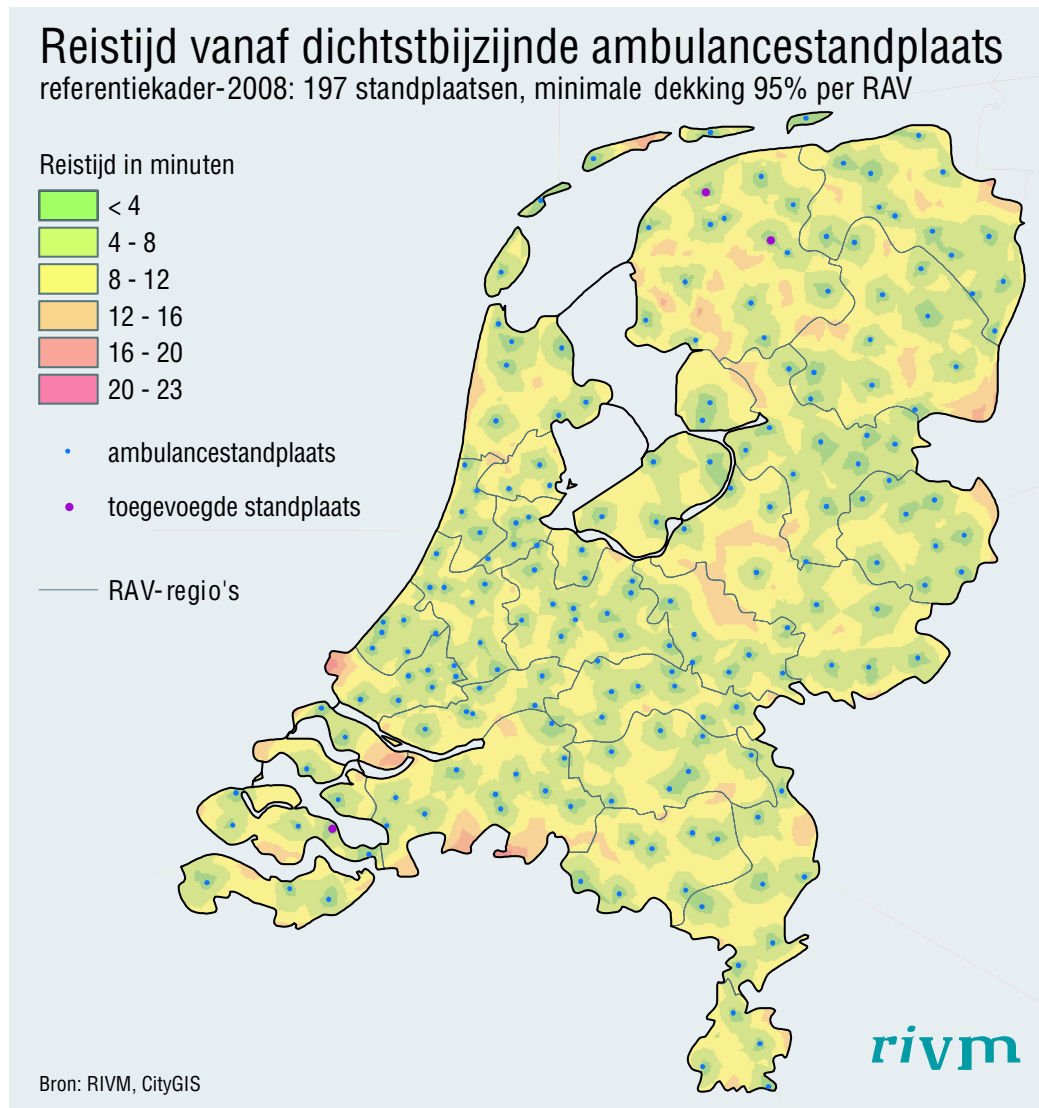 Reistijd vanaf dichtstbijzijnde ambulancestandplaats
referentiekader-2008: 197 standplaatsen, minimale dekking 95% per RAV
Reistijd in minuten
< 4
4 - 8
8 - 12
12 - 16
16 - 20
20 - 23
ambulancestandplaats
toegevoegde standplaats
RAV-regio's
rivm
Bron: RIVM, CityGIS